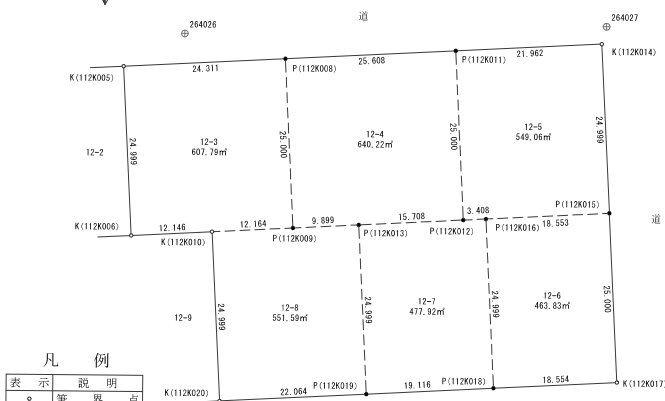 道
264026
264027
K(112K005)
24.311
P(112K008)
25.608
P(112K011)
21.962
K(112K014)
12-2
24.999
12-3
607.79㎡
25.000
12-4
640.22㎡
25.000
12-5
549.06㎡
24.999
P(112K015)
道
K(112K006)
12.146
K(112K010)
12.164
P(112K009)
9.899
P(112K013)
15.708
P(112K012)
3.408
P(112K016)
18.553
12-9
24.999
12-8
551.59㎡
24.999
12-7
477.92㎡
24.999
12-6
463.83㎡
25.000
K(112K020)
22.064
P(112K019)
19.116
P(112K018)
18.554
K(112K017)
凡 例
表 示 説 明
筆 界 点